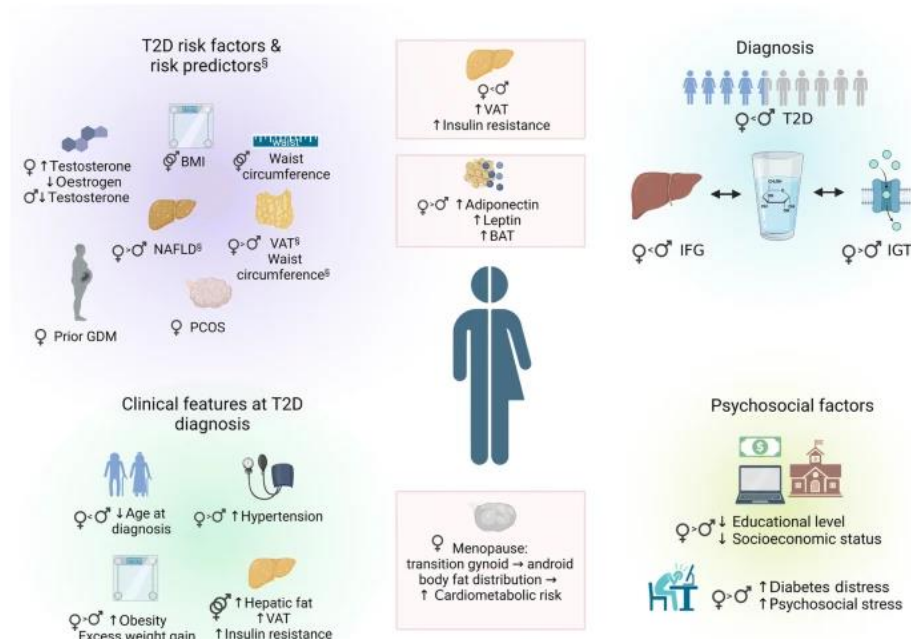 T2D risk factors &
risk predictors§
♀ ↑Testosterone
↓Oestrogen
♂↓Testosterone
⚥BMI
Waist
⚥ Waist
circumference
♀>♂ NAFLD§
♀>♂ VAT§
Waist
circumference§
♀ Prior GDM
♀ PCOS
♀<♂
↑VAT
↑Insulin resistance
♀>♂ ↑Adiponectin
↑Leptin
↑BAT
Diagnosis
♀<♂ T2D
♀<♂ IFG
♀>♂ IGT
Clinical features at T2D
diagnosis
♀<♂ ↓Age at
diagnosis
♀>♂ ↑Hypertension
♀>♂ ↑Obesity
Excess weight gain
⚥ ↑Hepatic fat
↑VAT
↑Insulin resistance
♀ Menopause:
transition gynoid → android
body fat distribution →
↑ Cardiometabolic risk
Psychosocial factors
$
♀>♂ ↓ Educational level
↓ Socioeconomic status
♀>♂ ↑Diabetes distress
↑Psychosocial stress